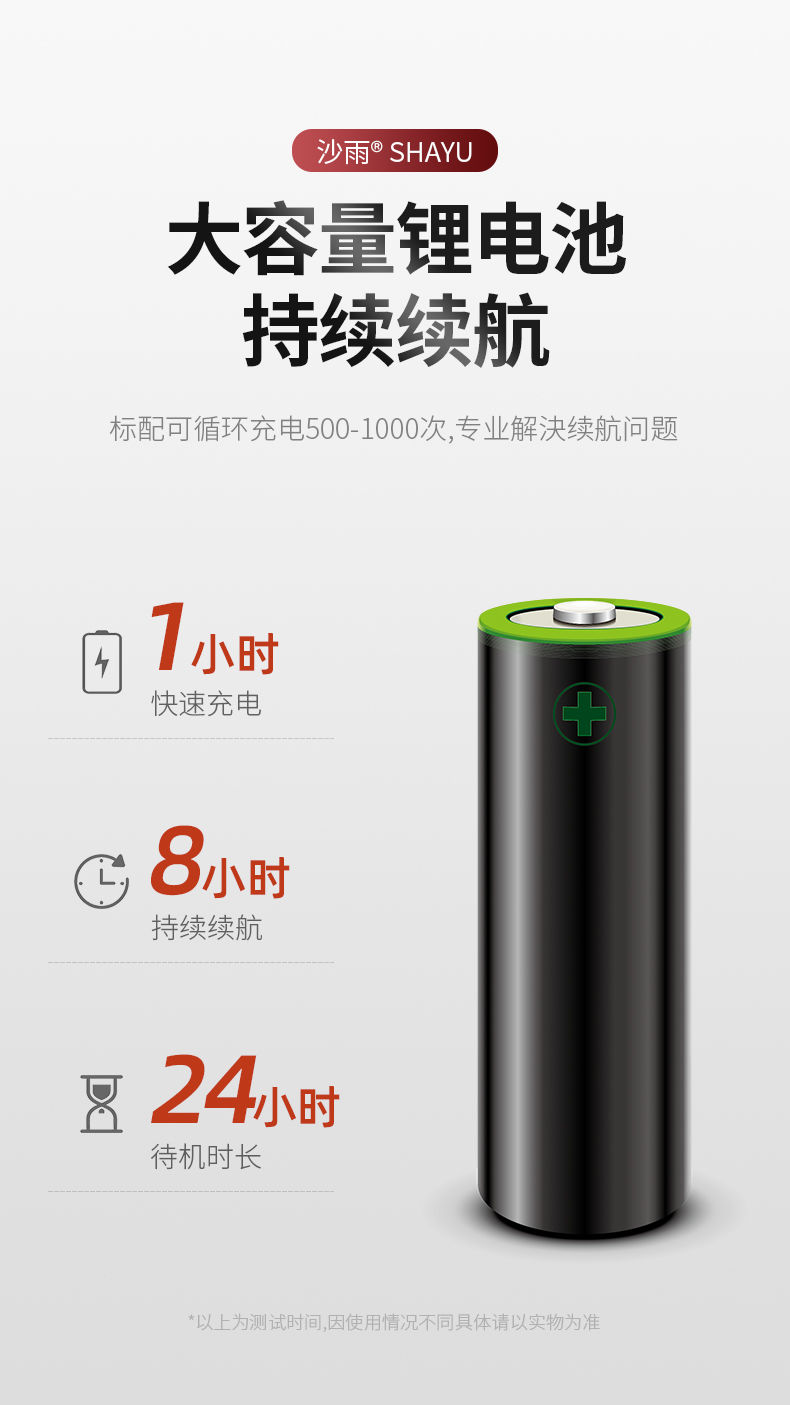 沙雨® SHAYU
大容量锂电池
持续续航
标配可循环充电500-1000次,专业解決续航问题
1小时
快速充电
8小时
持续续航
24小时
待机时长
*以上为测试时间,因使用情况不同具体请以实物为准